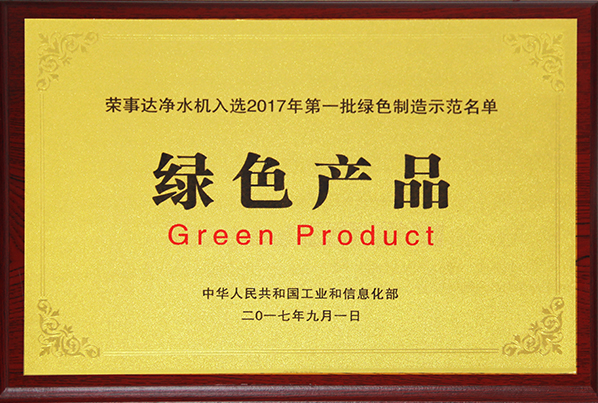 荣事达净水机入选2017年第一批绿色制造示范名单
绿色产品
Green Product
中华人民共和国工业和信息化部
二〇一七年九月一日